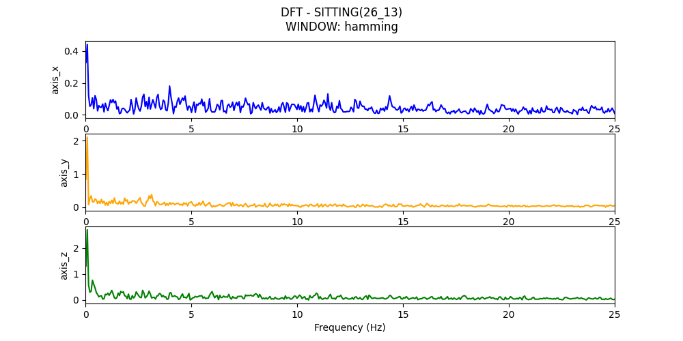 DFT - SITTING(26_13)
WINDOW: hamming
axis_x
0.4
0.2
0.0
0 5 10 15 20 25
axis_y
2
1
0
0 5 10 15 20 25
axis_z
2
1
0
0 5 10 15 20 25
Frequency (Hz)